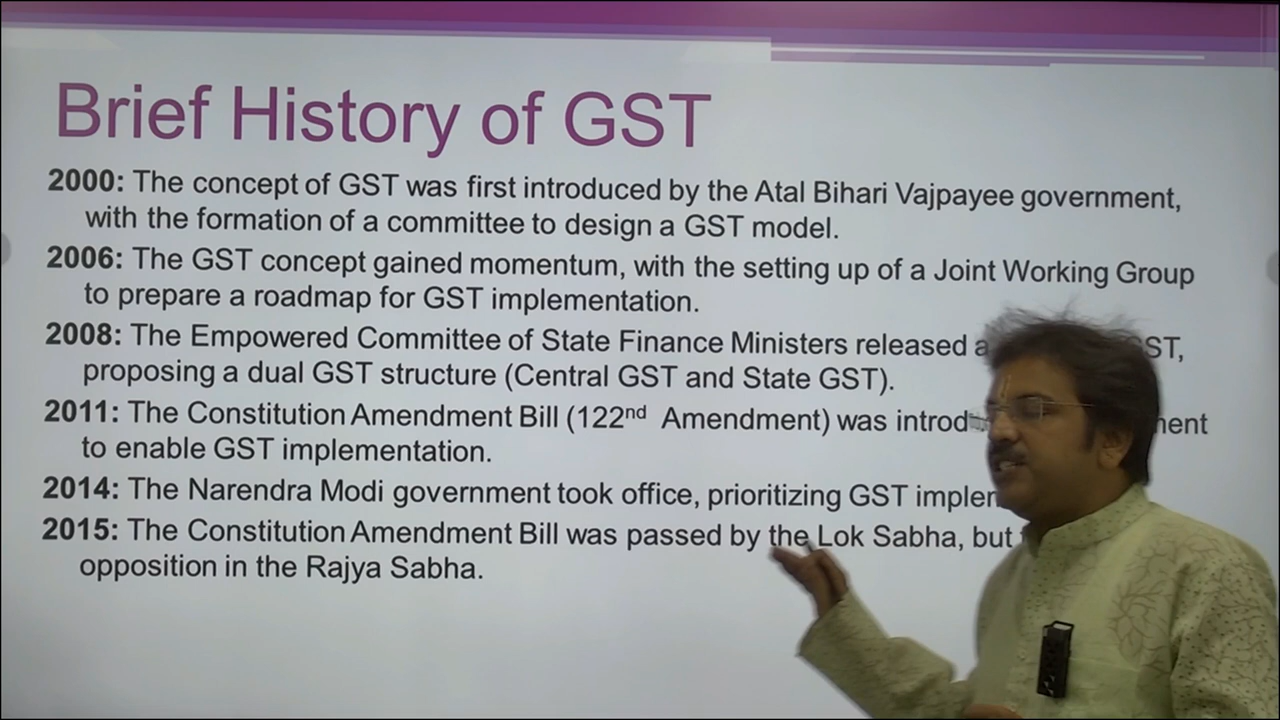 Brief History of GST
2000: The concept of GST was first introduced by the Atal Bihari Vajpayee government,
with the formation of a committee to design a GST model.
2006: The GST concept gained momentum, with the setting up of a Joint Working Group
to prepare a roadmap for GST implementation.
2008: The Empowered Committee of State Finance Ministers released
proposing a dual GST structure (Central GST and State GST).
2011: The Constitution Amendment Bill (122nd Amendment) was
to enable GST implementation.
2014: The Narendra Modi government took office, prioritizing GST
2015: The Constitution Amendment Bill was passed by the Lok Sabha, but
opposition in the Rajya Sabha.